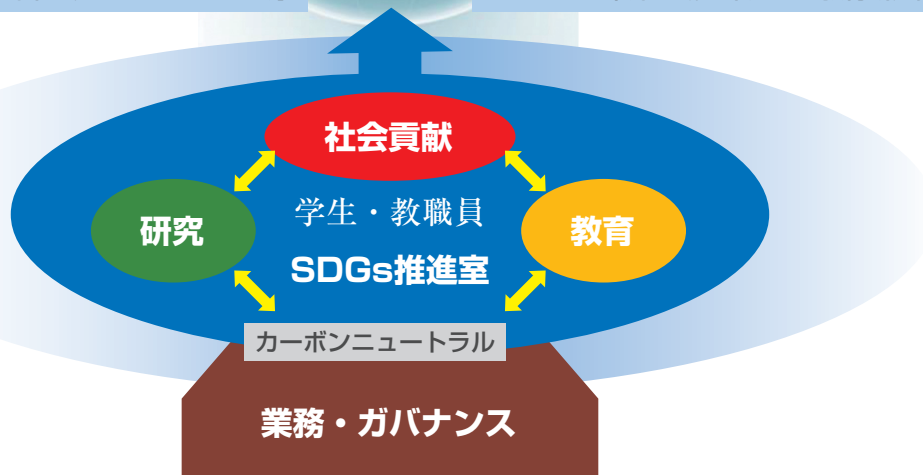 社会貢献
研究
学生・教職員
教育
SDGs推進室
カーボンニュートラル
業務・ガバナンス